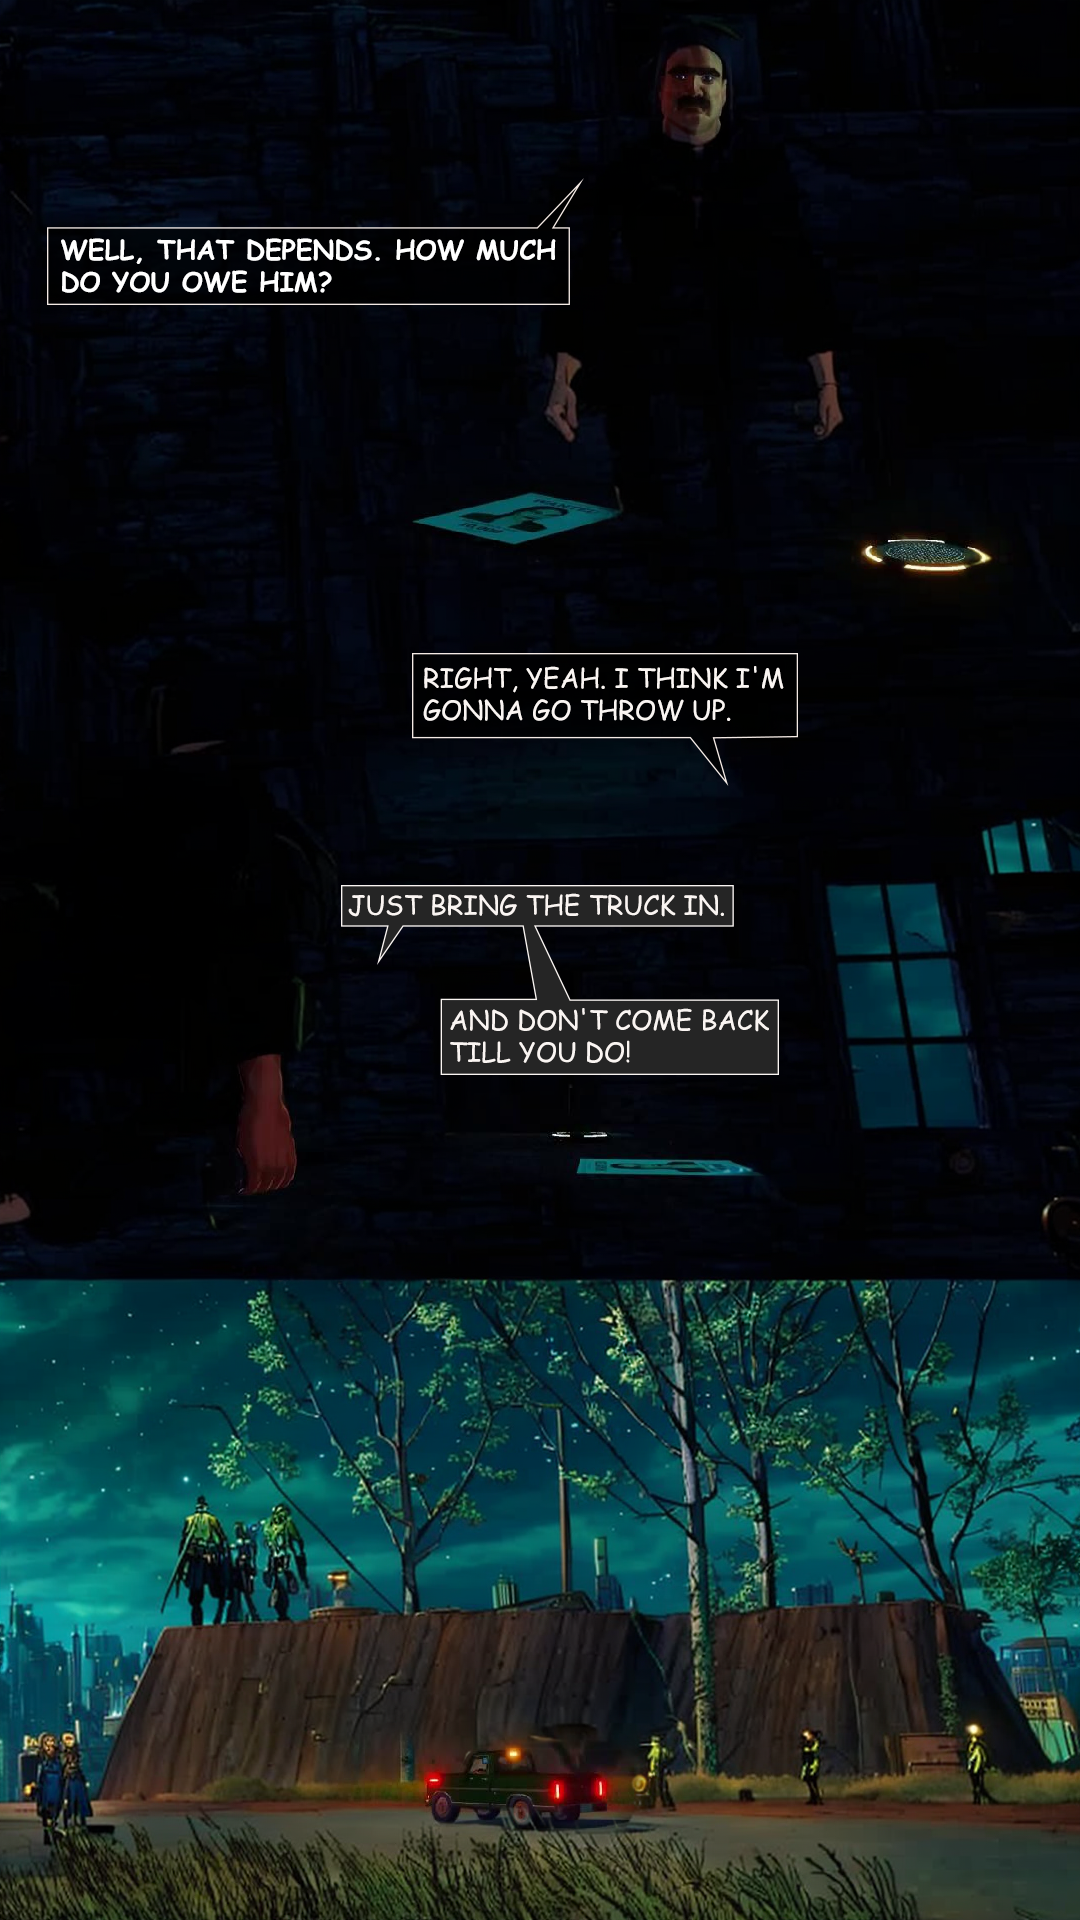 WELL, THAT DEPENDS. HOW MUCH
DO YOU OWE HIM?
WANTED
RIGHT, YEAH. I THINK I'M
GONNA GO THROW UP.
JUST BRING THE TRUCK IN.
AND DON'T COME BACK
TILL YOU DO!